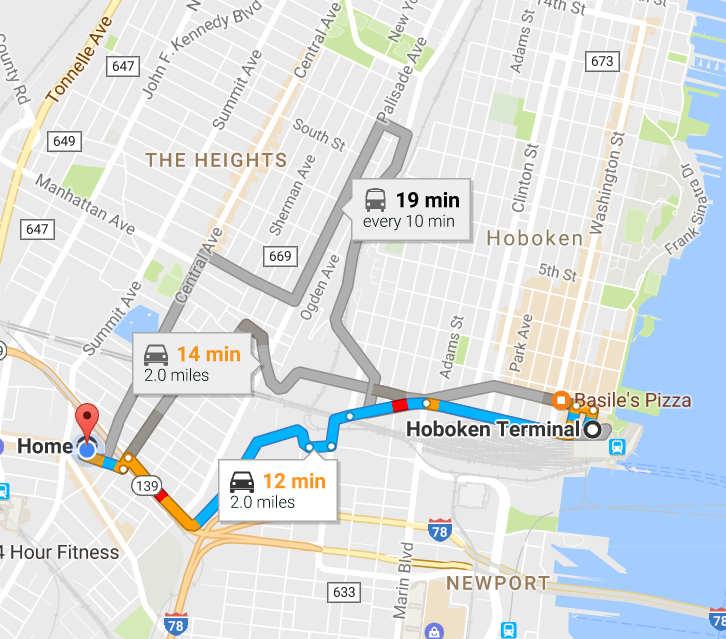 14th St
New Yo
N
Central Ave
Adams St
County Rd
Tonnelle Ave
647
John F. Kennedy Blvd
Summit Ave
673
Palisade Ave
649
South St
THE HEIGHTS
Clinton St
Washington St
Manhattan Ave
Sherman Ave
19 min
every 10 min
Frank Sinatra Dr
647
Central Ave
669
Hoboken
Ogden Ave
5th St
Summit Ave
Adams St
Park Ave
14 min
2.0 miles
Basile's Pizza
Home
Hoboken Terminal
139
12 min
2.0 miles
78
4 Hour Fitness
Marin Blvd
633
NEWPORT
78
78